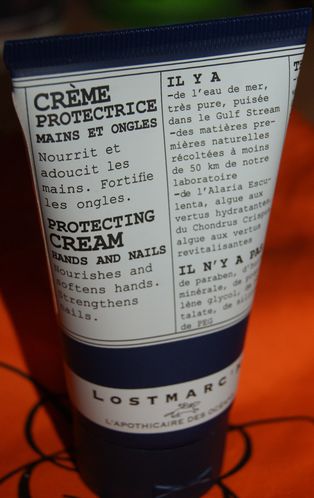 CRÈME
PROTECTRICE
MAINS ET ONGLES
Nourrit et
adoucit les
mains. Fortifie
les ongles.
PROTECTING
CREAM
HANDS AND NAILS
Nourishes and
softens hands.
Strengthens
nails.
IL Y A
-de l'eau de mer,
très pure, puisée
dans le Gulf Stream
-des matières pre-
mières naturelles
récoltées à moins
de 50 km de notre
laboratoire
-de l'Alaria Escu-
lenta, algue aux
vertus hydratantes,
du Chondrus Crispus
algue aux vertus
revitalisantes
IL N'Y A PAS
de paraben, d'
minérale, de
lène glycol, de
talate, de
de PEG
LOSTMARC'H
L'APOTHICAIRE DES